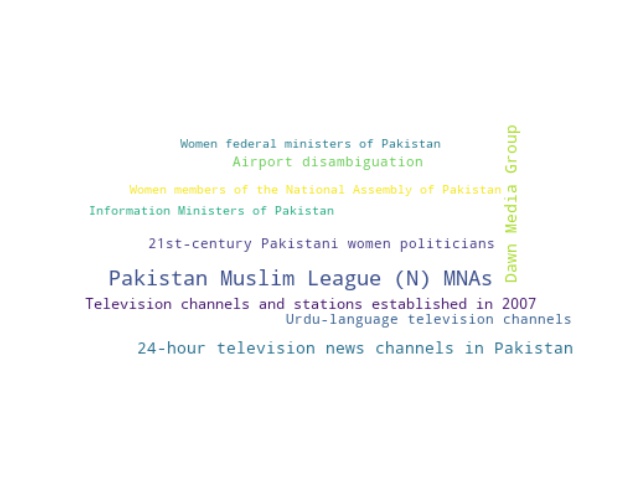 Women federal ministers of Pakistan
Airport disambiguation
Dawn Media Group
Women members of the National Assembly of Pakistan
Information Ministers of Pakistan
21st-century Pakistani women politicians
Pakistan Muslim League (N) MNAs
Television channels and stations established in 2007
Urdu-language television channels
24-hour television news channels in Pakistan